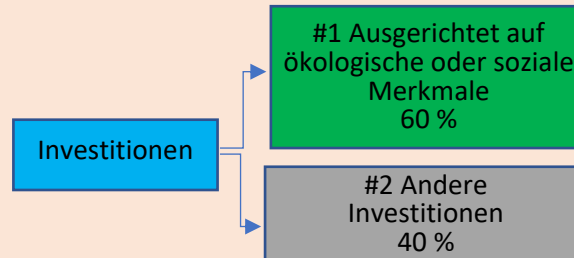 #1 Ausgerichtet auf
ökologische oder soziale
Merkmale
60 %
Investitionen
#2 Andere
Investitionen
40 %